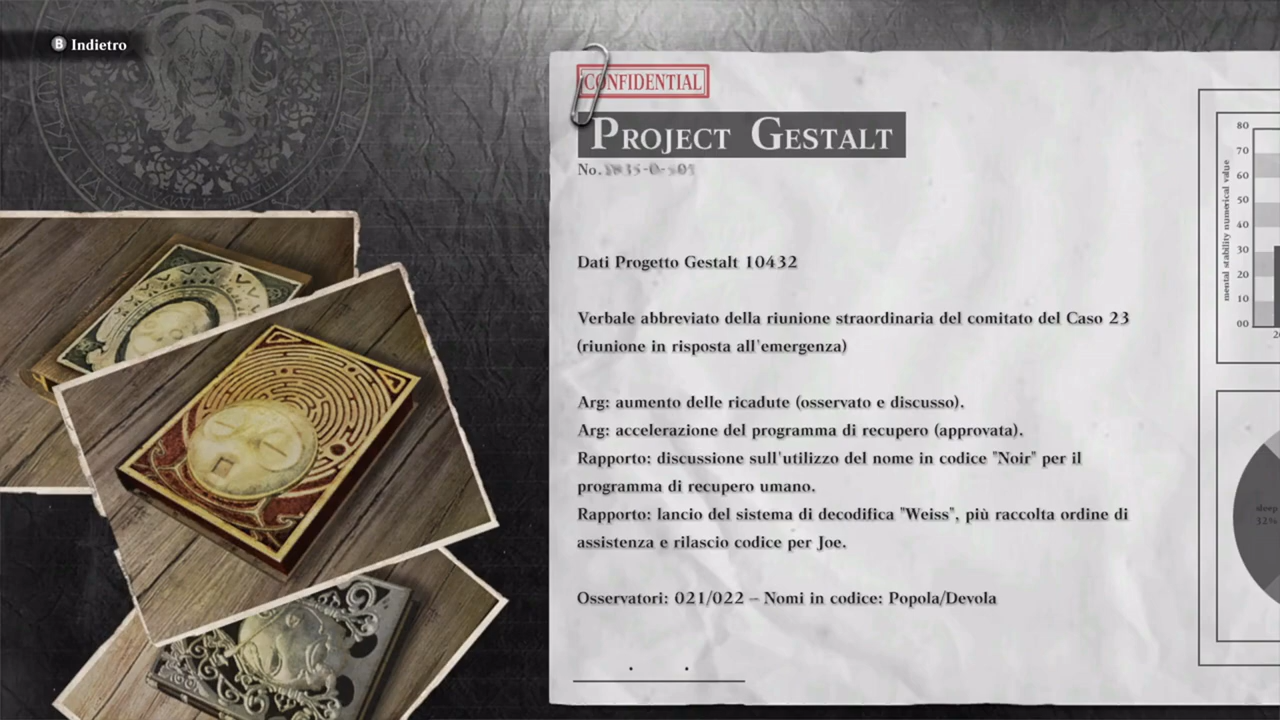 B Indietro
CONFIDENTIAL
PROJECT GESTALT
No.
Dati Progetto Gestalt 10432
Verbale abbreviato della riunione straordinaria del comitato del Caso 23
(riunione in risposta all'emergenza)
Arg: aumento delle ricadute (osservato e discusso).
Arg: accelerazione del programma di recupero (approvata).
Rapporto: discussione sull'utilizzo del nome in codice "Noir" per il
programma di recupero umano.
Rapporto: lancio del sistema di decodifica "Weiss", più raccolta ordine di
assistenza e rilascio codice per Joe.
Osservatori: 021/022 – Nomi in codice: Popola/Devola
mental stability numerical value
80
70
60
50
40
30
20
10
00
sleep
32%